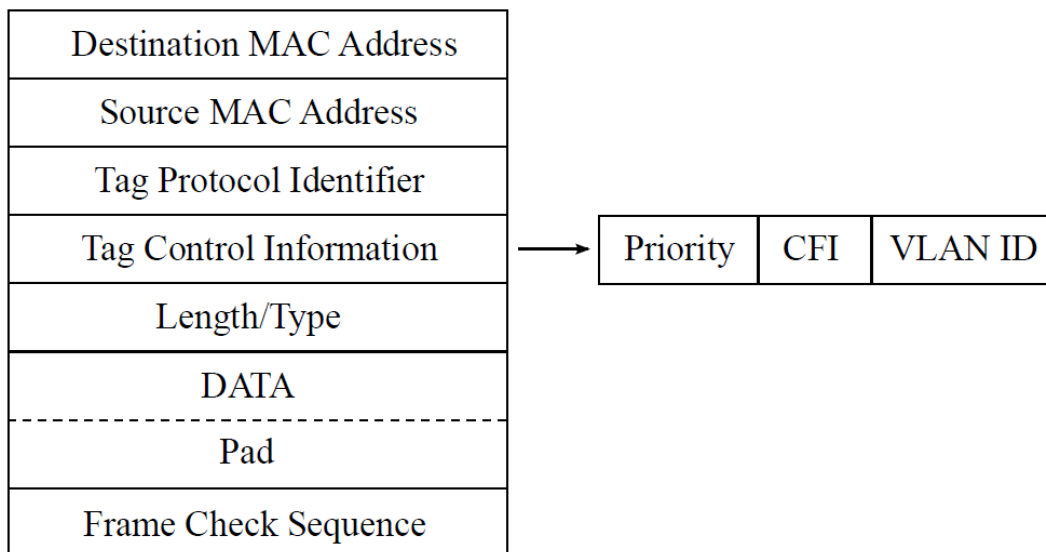 Destination MAC Address
Source MAC Address
Tag Protocol Identifier
Tag Control Information
Priority CFI VLAN ID
Length/Type
DATA
Pad
Frame Check Sequence